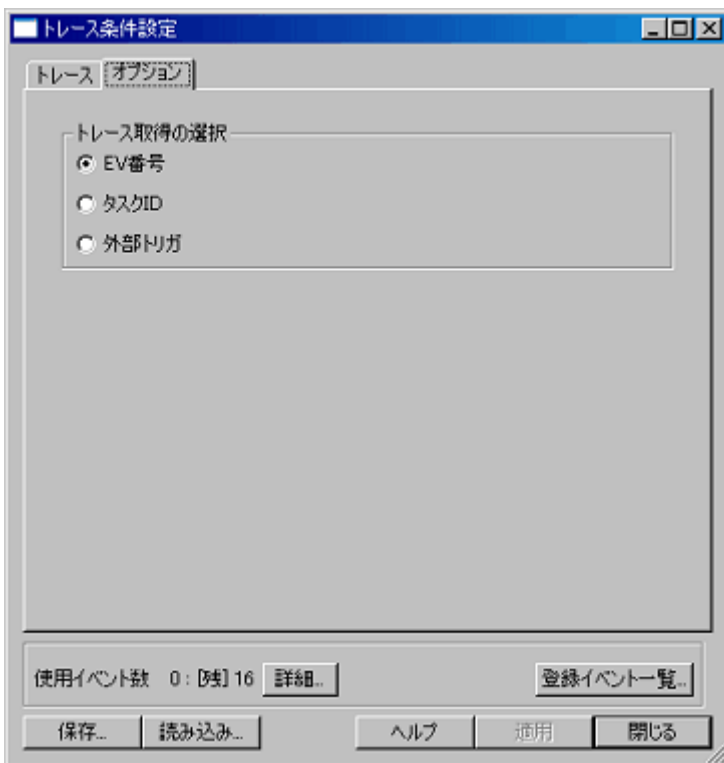 トレース条件設定
トレース オプション
トレース取得の選択
EV番号
タスクID
外部トリガ
使用イベント数 0 : [残] 16 詳細... 登録イベント一覧...
保存... 読み込み... ヘルプ 適用 閉じる